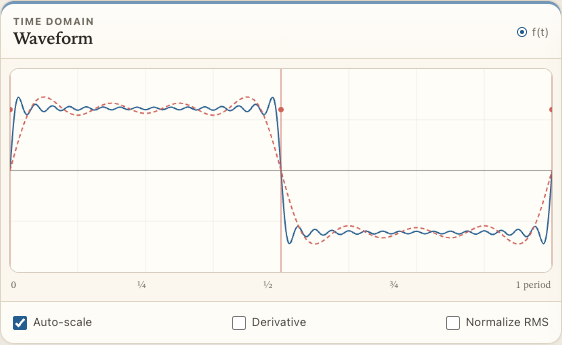 TIME DOMAIN
Waveform
f(t)
0 ¼ ½ ¾ 1 period
Auto-scale Derivative Normalize RMS